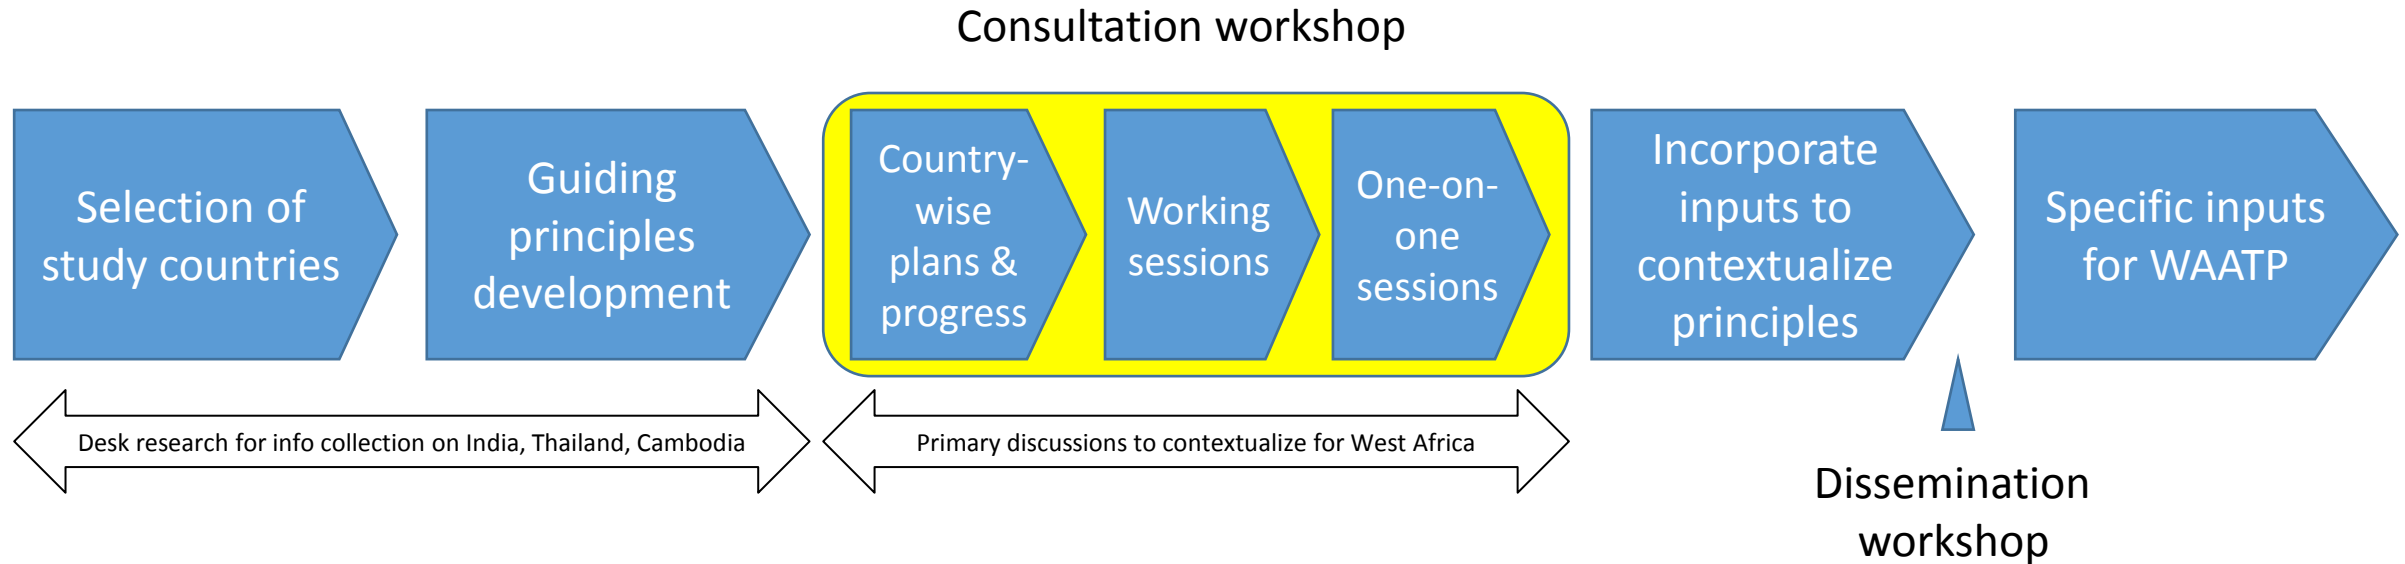 Consultation workshop
Selection of
study countries
Guiding
principles
development
Country-
wise
plans &
progress
Working
sessions
One-on-
one
sessions
Incorporate
inputs to
contextualize
principles
Specific inputs
for WAATP
Desk research for info collection on India, Thailand, Cambodia
Primary discussions to contextualize for West Africa
Dissemination
workshop